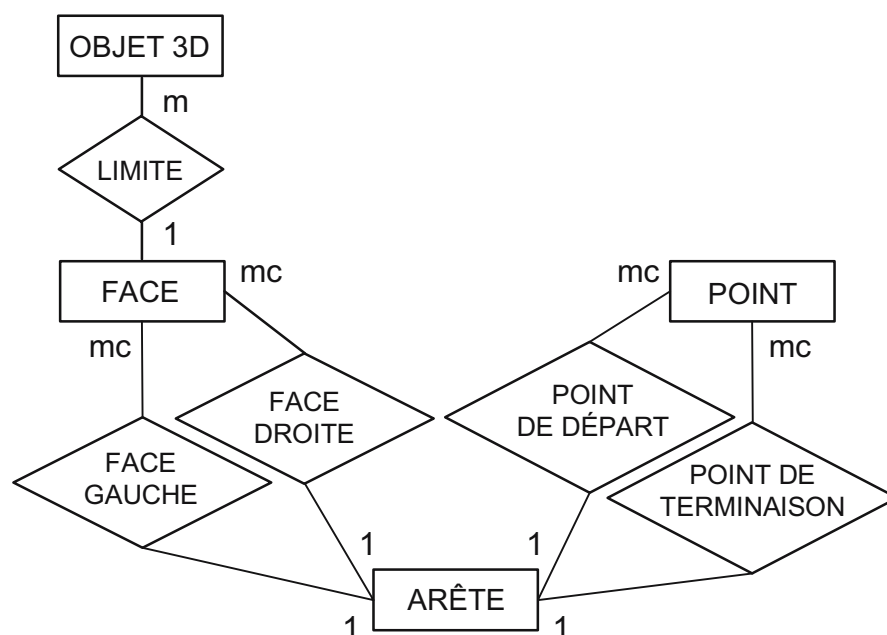 OBJET 3D
m
LIMITE
1
FACE
mc
mc
POINT
mc
mc
FACE
DROITE
POINT
DE DÉPART
FACE
GAUCHE
POINT DE
TERMINAISON
1
1
ARÊTE
1
1